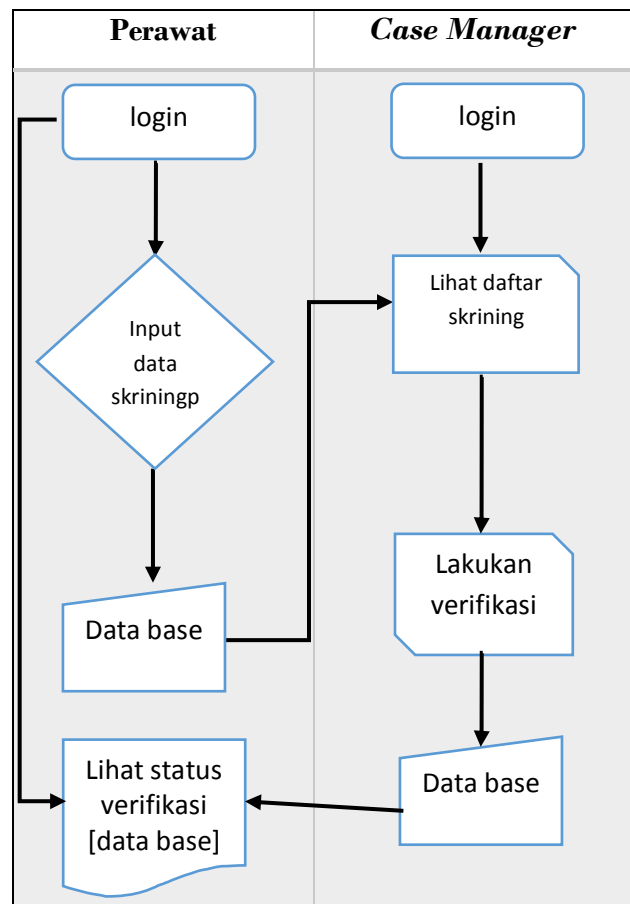 Perawat
Case Manager
login
login
Input
data
skriningp
Lihat daftar
skrining
Lakukan
verifikasi
Data base
Data base
Lihat status
verifikasi
[data base]